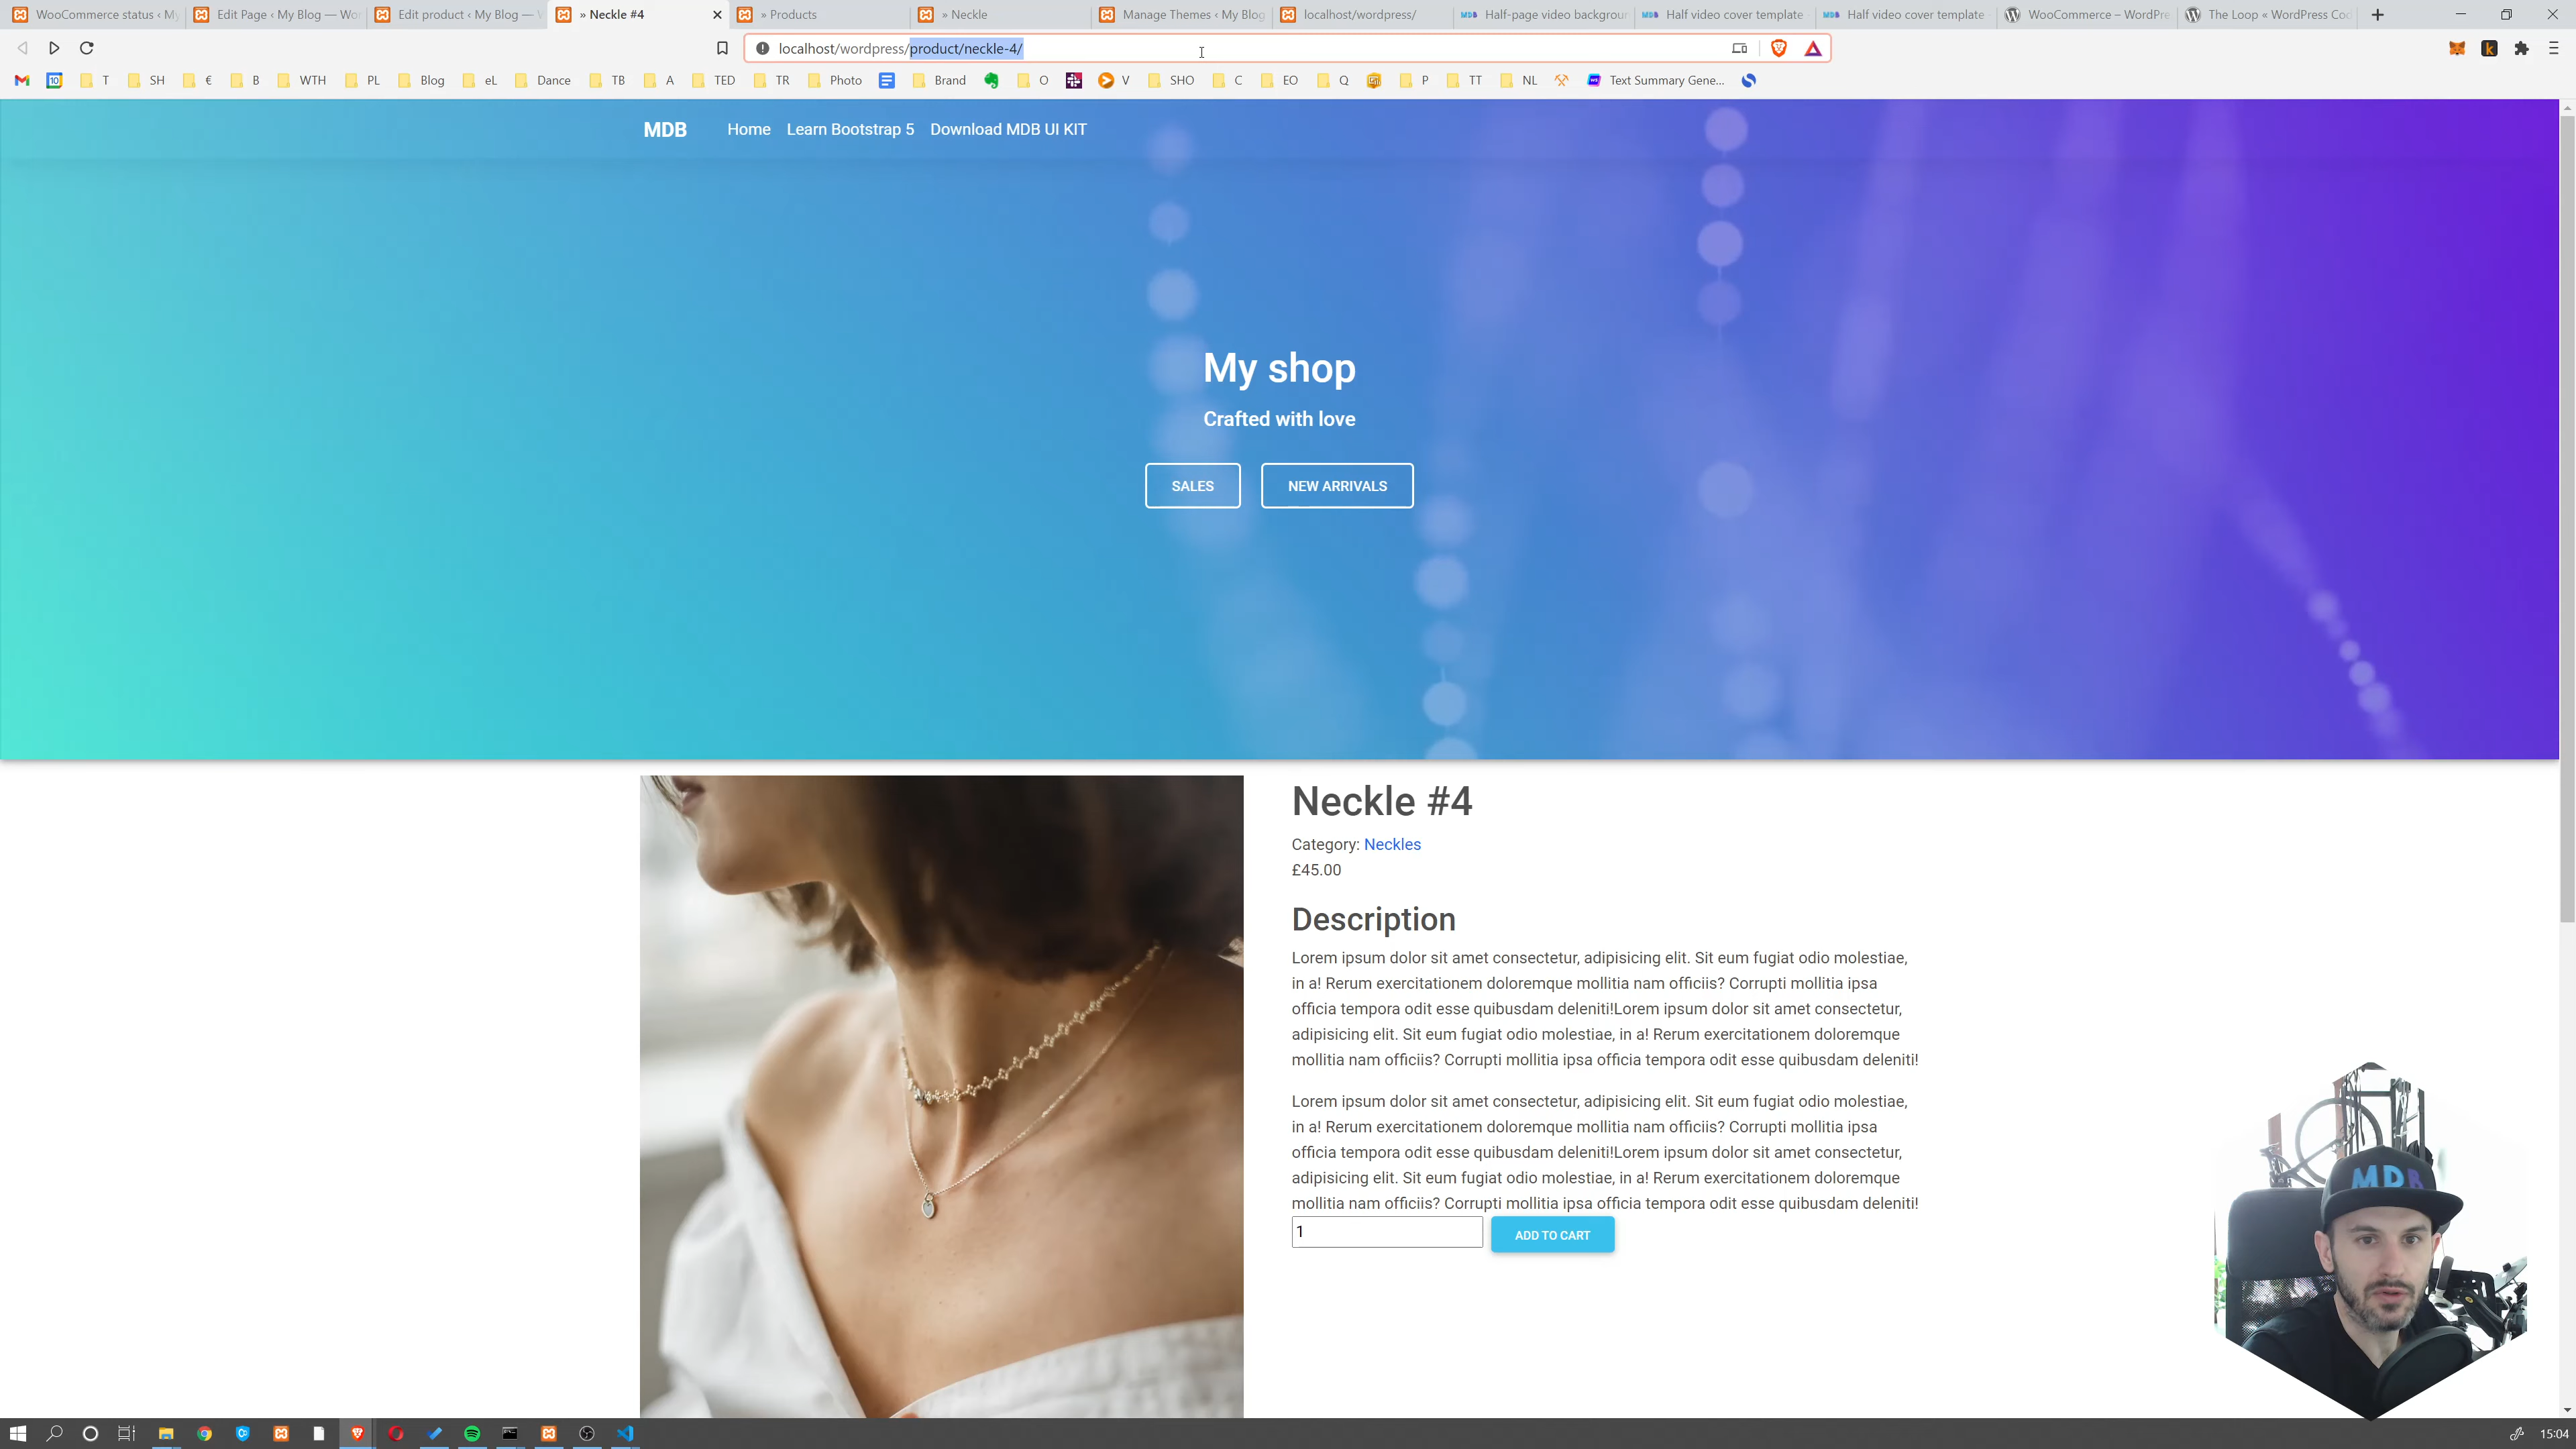 WooCommerce status ‹ My
Edit Page ‹ My Blog — Wor
Edit product ‹ My Blog — W
» Neckle #4
» Products
» Neckle
Manage Themes ‹ My Blog
localhost/wordpress/
MDB Half-page video backgroun
MDB Half video cover template
MDB Half video cover template
WooCommerce – WordPre
The Loop « WordPress Cod
localhost/wordpress/product/neckle-4/
10
T
SH
€
B
WTH
PL
Blog
eL
Dance
TB
A
TED
TR
Photo
Brand
O
V
SHO
C
EO
Q
P
TT
NL
Text Summary Gene...
MDB
Home
Learn Bootstrap 5
Download MDB UI KIT
My shop
Crafted with love
SALES
NEW ARRIVALS
Neckle #4
Category: Neckles
£45.00
Description
Lorem ipsum dolor sit amet consectetur, adipisicing elit. Sit eum fugiat odio molestiae,
in a! Rerum exercitationem doloremque mollitia nam officiis? Corrupti mollitia ipsa
officia tempora odit esse quibusdam deleniti!Lorem ipsum dolor sit amet consectetur,
adipisicing elit. Sit eum fugiat odio molestiae, in a! Rerum exercitationem doloremque
mollitia nam officiis? Corrupti mollitia ipsa officia tempora odit esse quibusdam deleniti!
Lorem ipsum dolor sit amet consectetur, adipisicing elit. Sit eum fugiat odio molestiae,
in a! Rerum exercitationem doloremque mollitia nam officiis? Corrupti mollitia ipsa
officia tempora odit esse quibusdam deleniti!Lorem ipsum dolor sit amet consectetur,
adipisicing elit. Sit eum fugiat odio molestiae, in a! Rerum exercitationem doloremque
mollitia nam officiis? Corrupti mollitia ipsa officia tempora odit esse quibusdam deleniti!
1
ADD TO CART
MDB
15:04